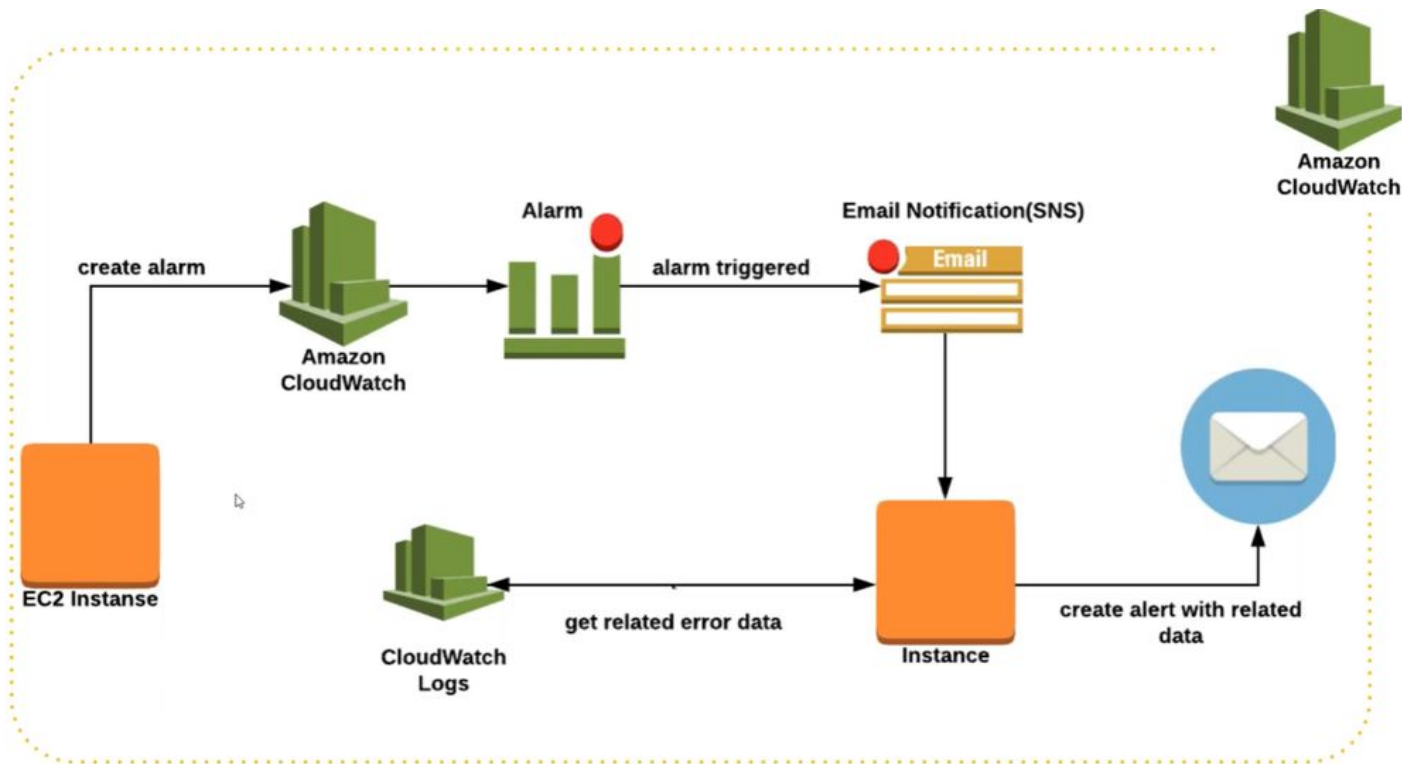 Amazon
CloudWatch
Alarm
Email Notification(SNS)
create alarm
alarm triggered
Email
Amazon
CloudWatch
EC2 Instanse
get related error data
create alert with related
data
CloudWatch
Logs
Instance